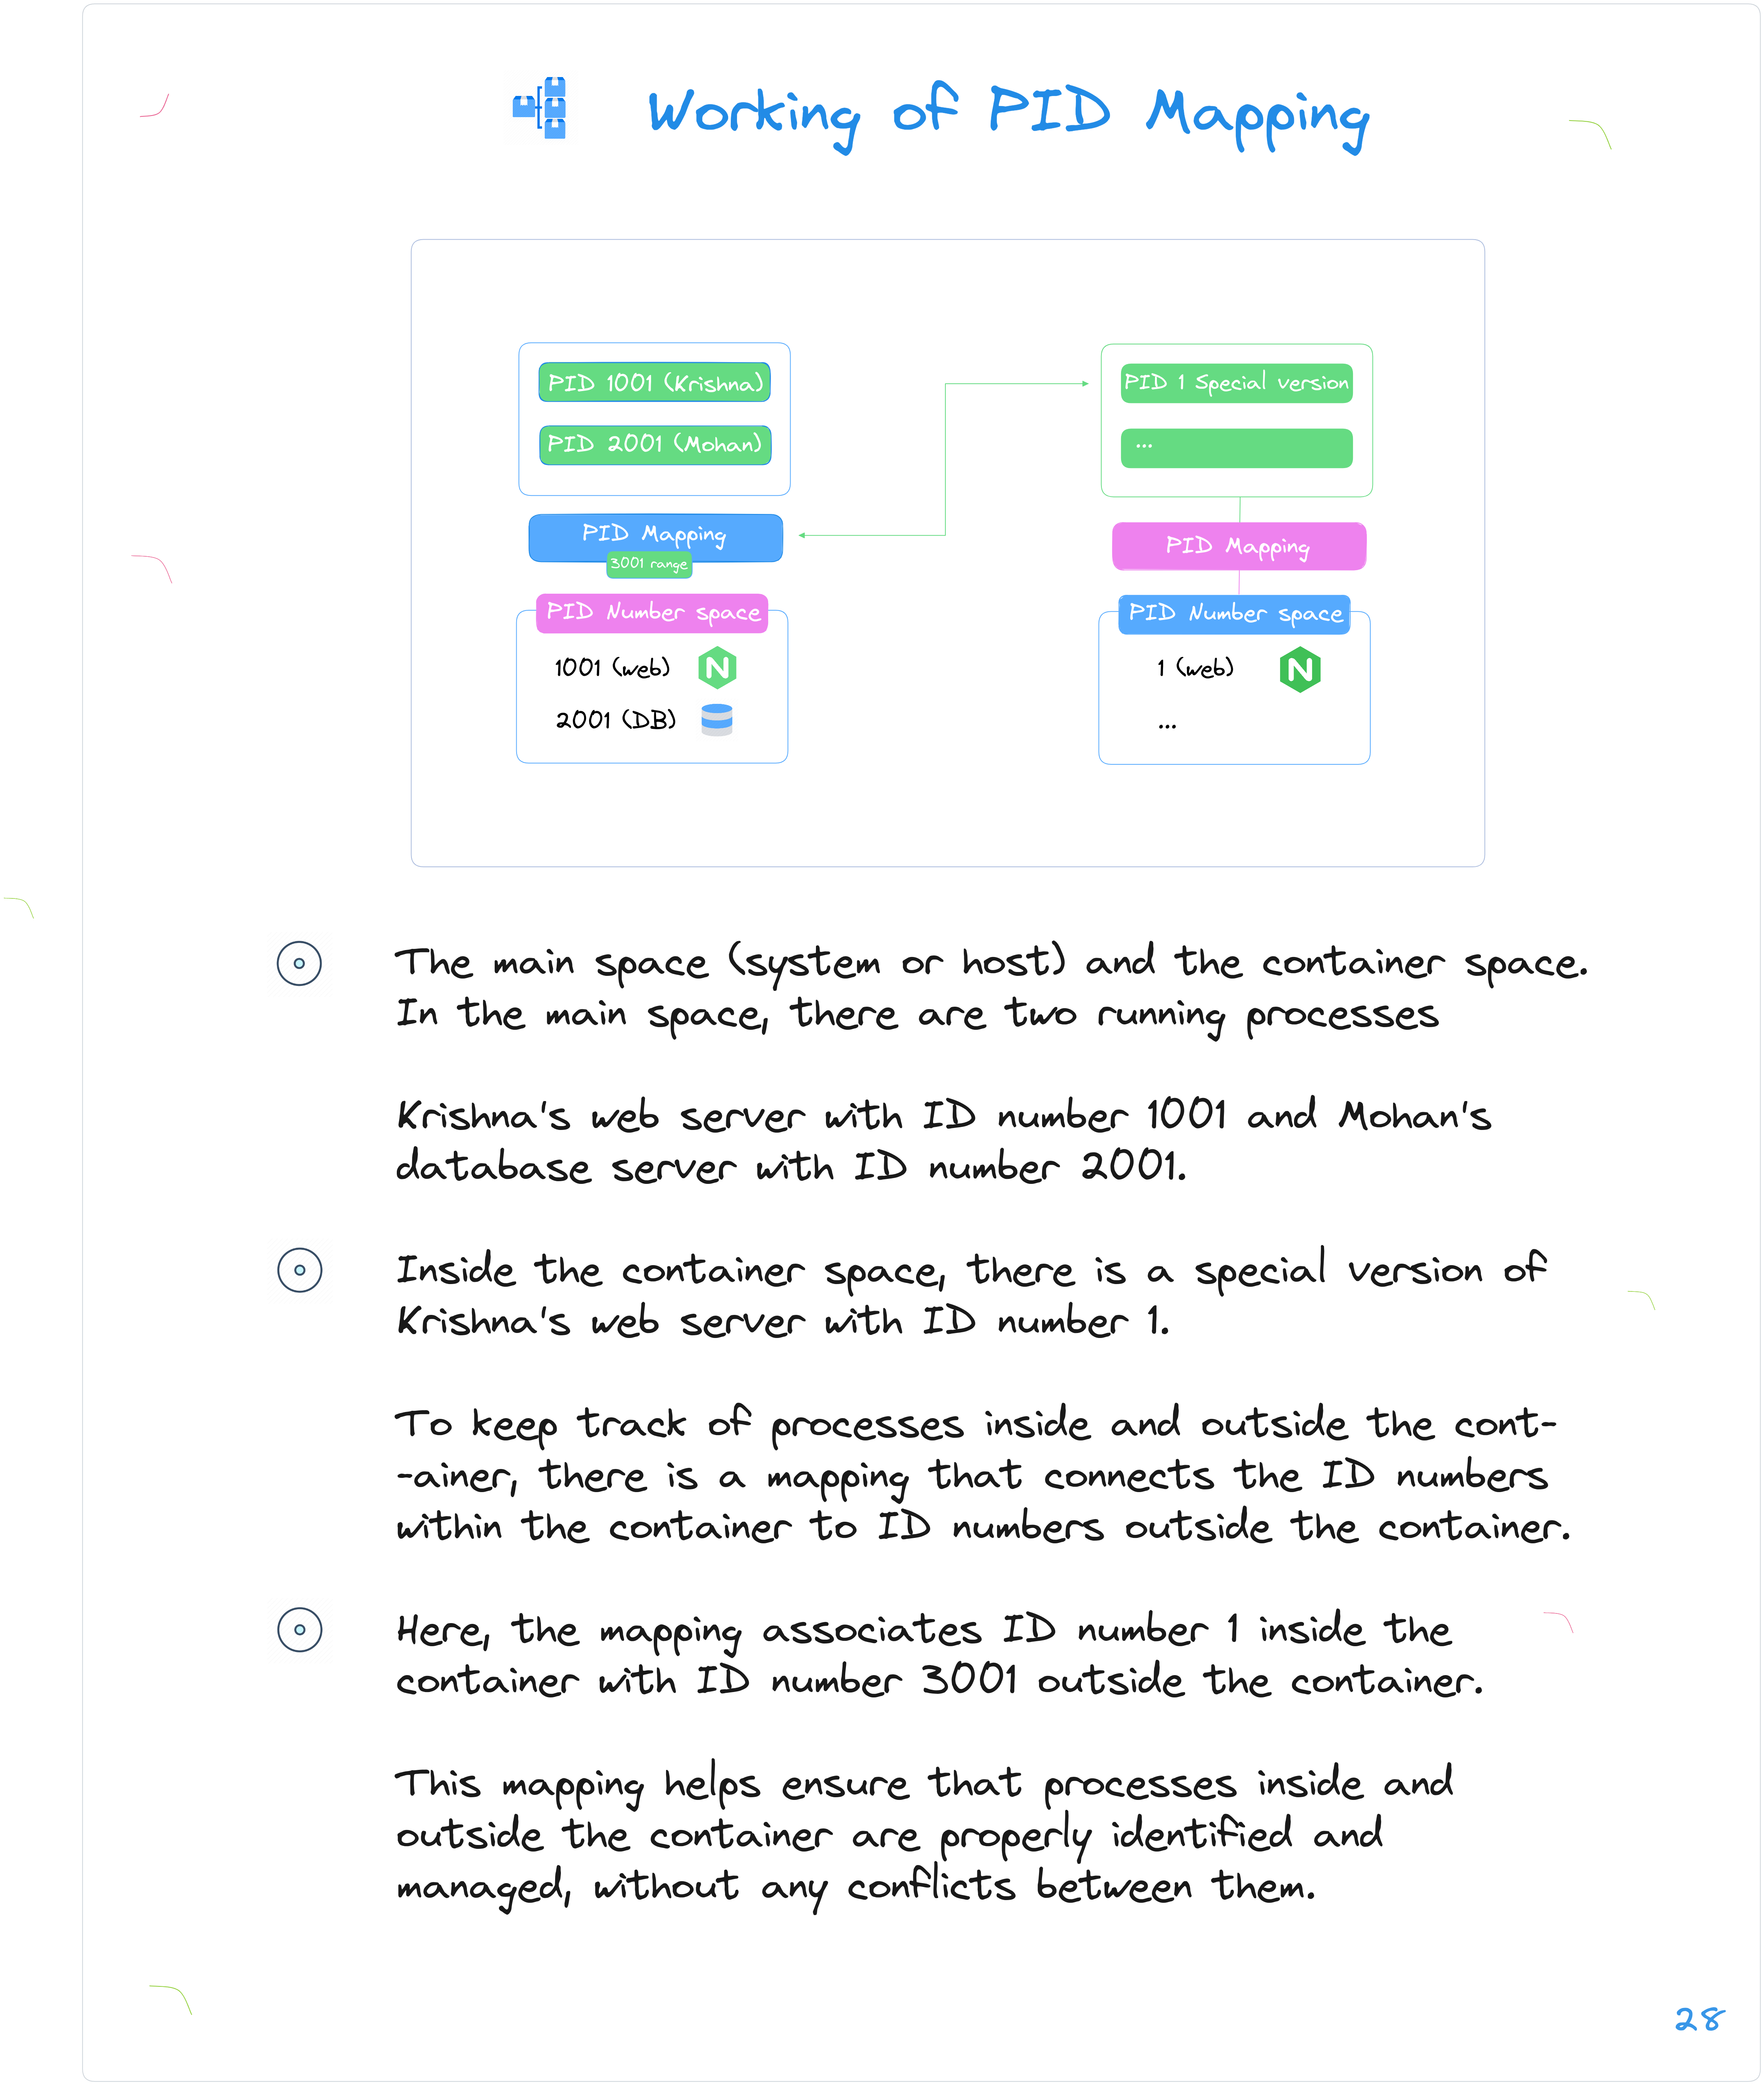 Working of PID Mapping
PID 1001 (Krishna)
PID 2001 (Mohan)
PID Mapping
3001 range
PID Number space
1001 (web)
2001 (DB)
PID 1 Special version
...
PID Mapping
PID Number space
1 (web)
...
The main space (system or host) and the container space.
In the main space, there are two running processes
Krishna's web server with ID number 1001 and Mohan's
database server with ID number 2001.
Inside the container space, there is a special version of
Krishna's web server with ID number 1.
To keep track of processes inside and outside the cont-
-ainer, there is a mapping that connects the ID numbers
within the container to ID numbers outside the container.
Here, the mapping associates ID number 1 inside the
container with ID number 3001 outside the container.
This mapping helps ensure that processes inside and
outside the container are properly identified and
managed, without any conflicts between them.
28